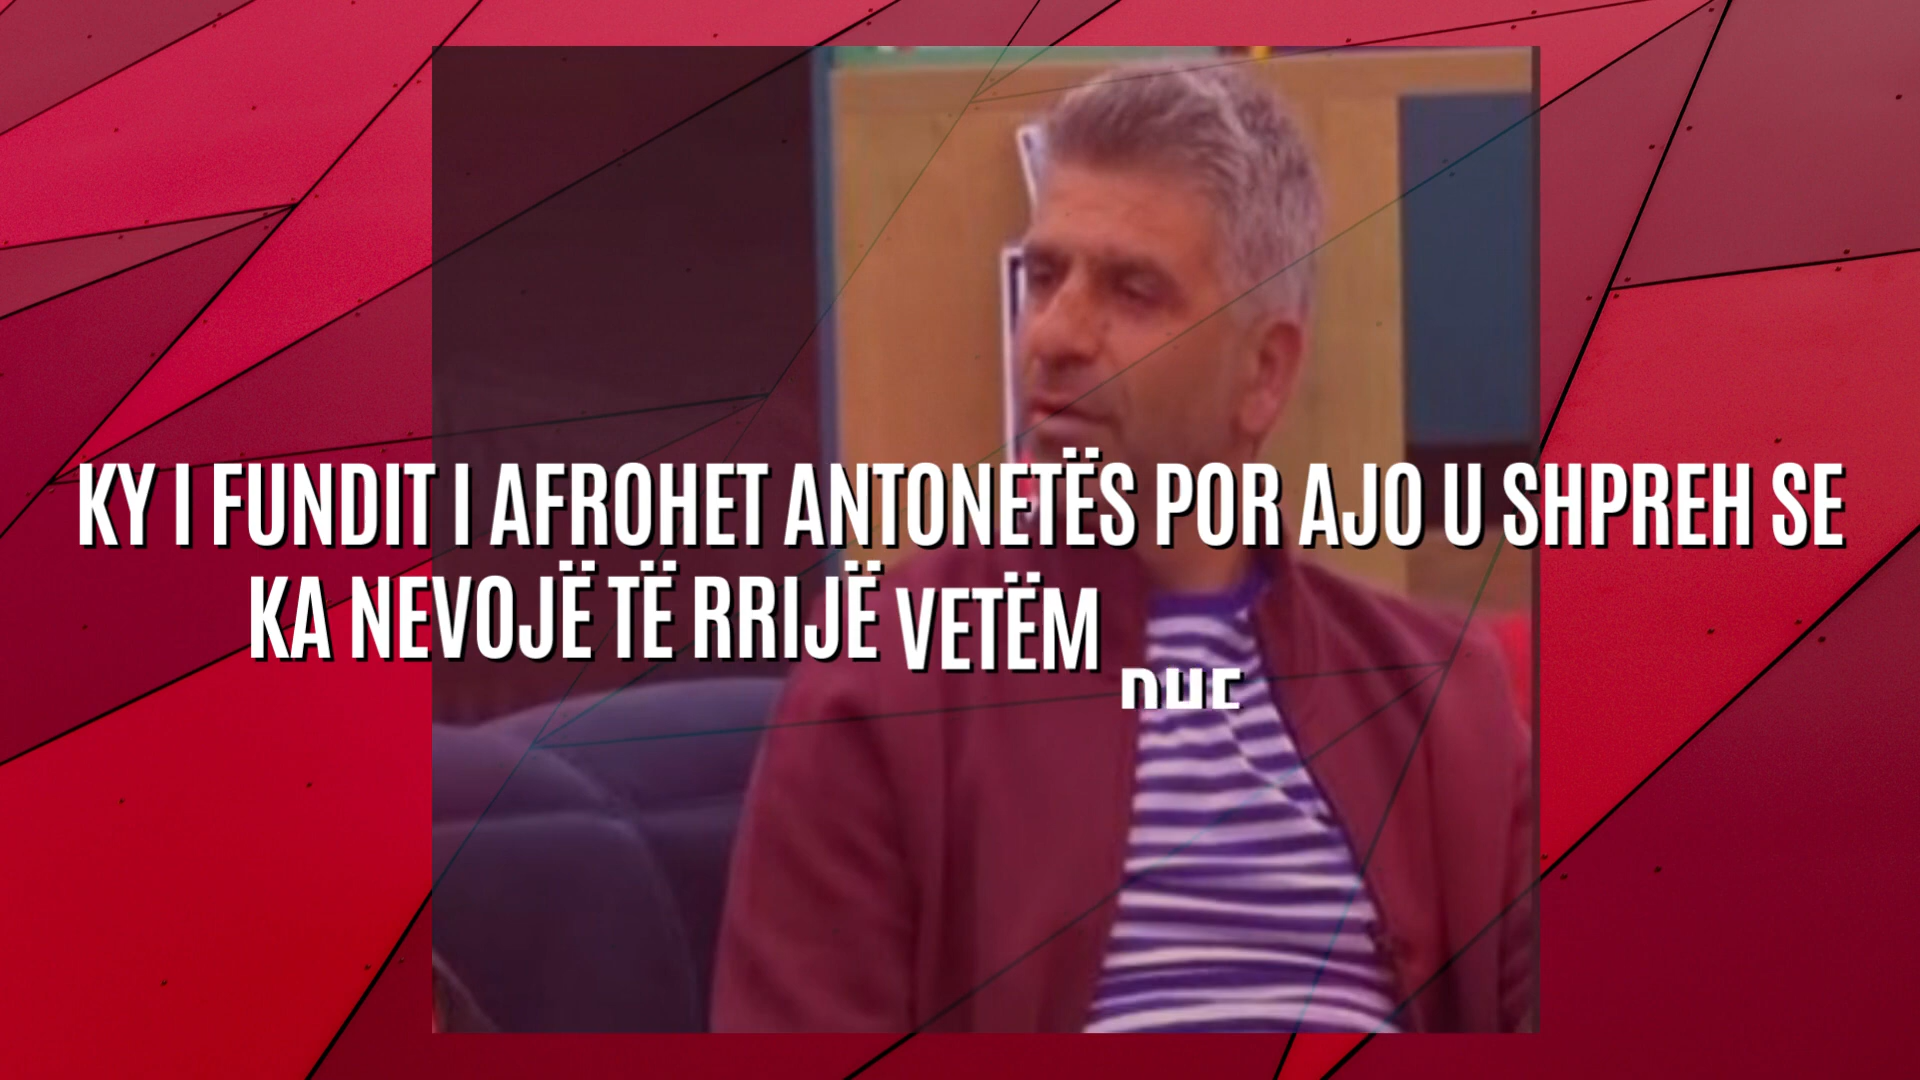 KY I FUNDIT I AFROHET ANTONETËS POR AJO U SHPREH SE
KA NEVOJË TË RRIJË VETËM